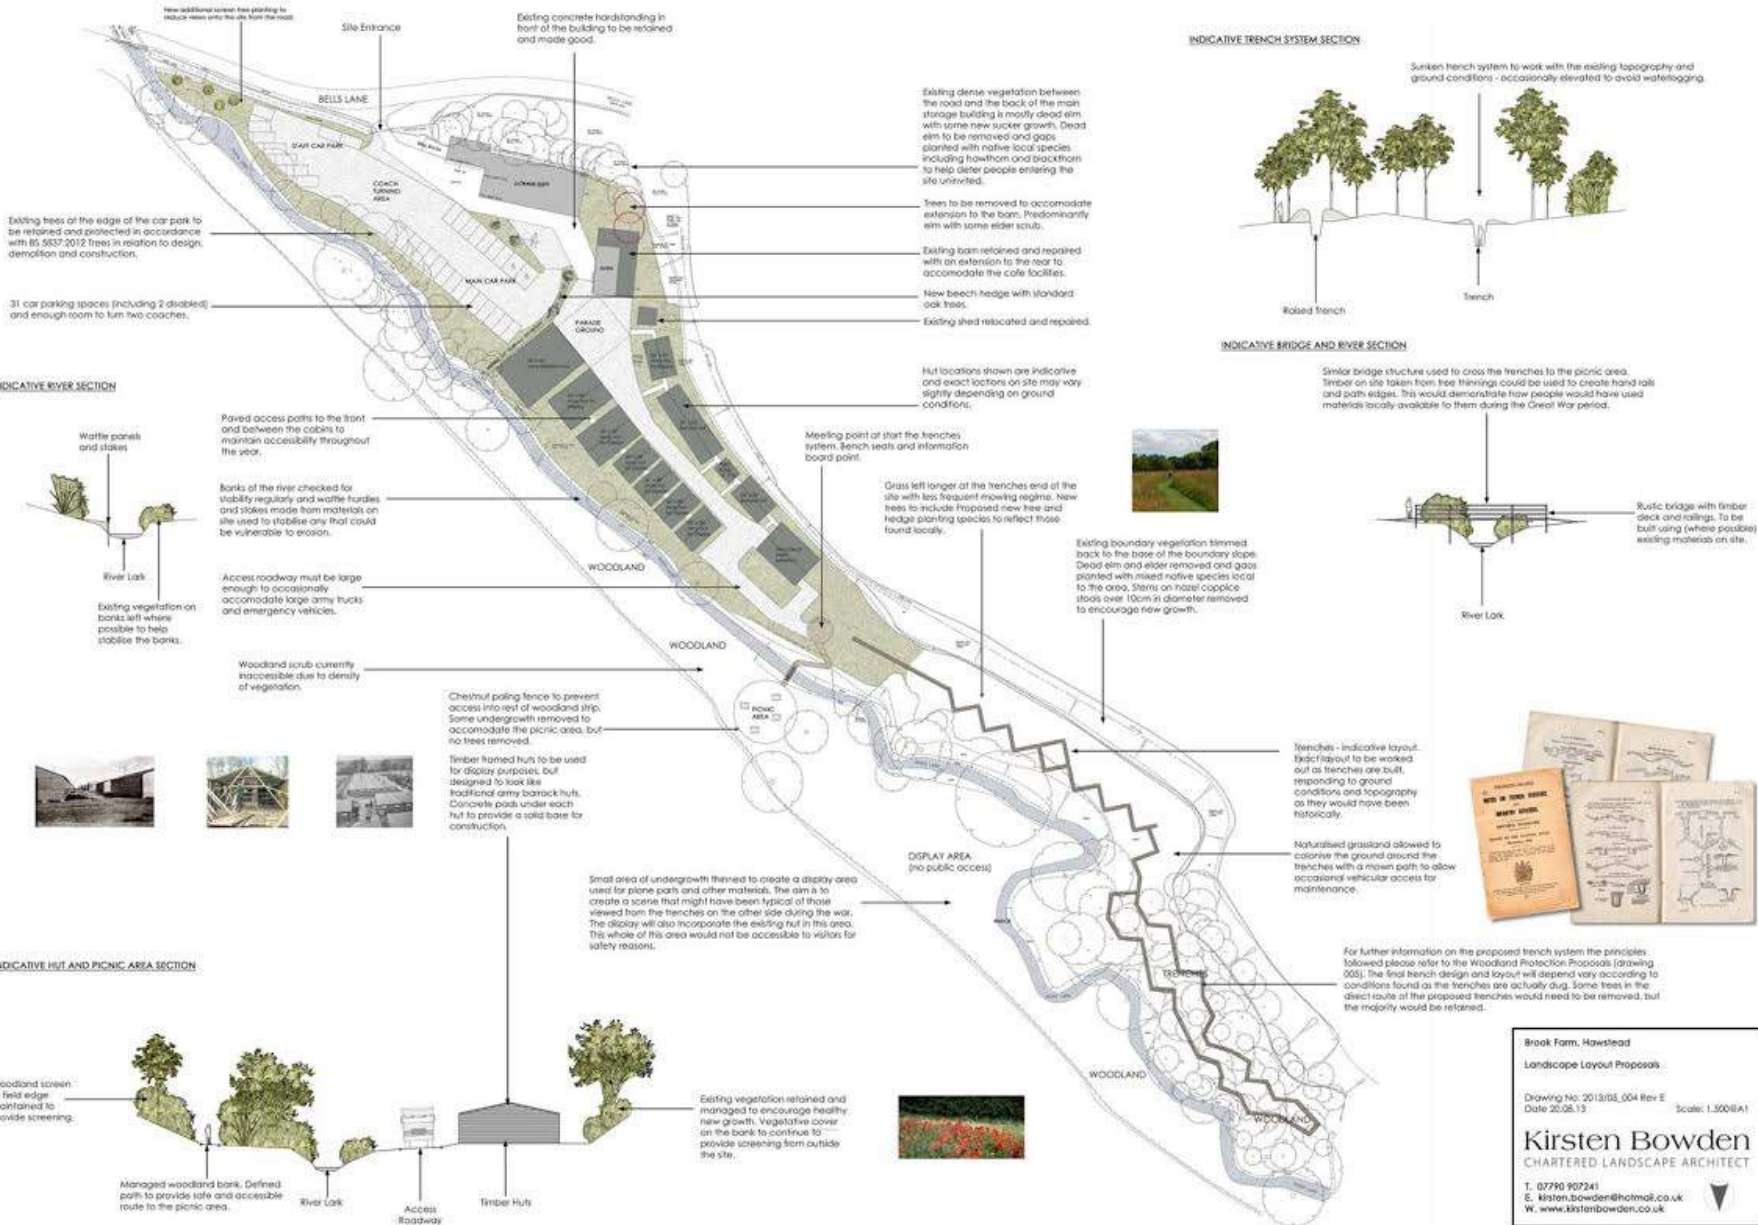 New additional screen tree planting to
reduce views onto the site from the road.
Site Entrance
Existing concrete hardstanding in
front of the building to be retained
and made good.
BELLS LANE
STAFF CAR PARK
COACH
TURNING
AREA
MAIN CAR PARK
BARN
PARADE
GROUND
Existing trees at the edge of the car park to
be retained and protected in accordance
with BS 5837:2012 Trees in relation to design,
demolition and construction.
31 car parking spaces (including 2 disabled)
and enough room to turn two coaches.
Existing dense vegetation between
the road and the back of the main
storage building is mostly dead elm
with some new sucker growth. Dead
elm to be removed and gaps
planted with native local species
including hawthorn and blackthorn
to help deter people entering the
site uninvited.
Trees to be removed to accomodate
extension to the barn. Predominantly
elm with some elder scrub.
Existing barn retained and repaired
with an extension to the rear to
accomodate the cafe facilities.
New beech hedge with standard
oak trees.
Existing shed relocated and repaired.
Hut locations shown are indicative
and exact loctions on site may vary
slightly depending on ground
conditions.
INDICATIVE TRENCH SYSTEM SECTION
Sunken trench system to work with the existing topography and
ground conditions - occasionally elevated to avoid waterlogging.
Raised Trench
Trench
INDICATIVE BRIDGE AND RIVER SECTION
Similar bridge structure used to cross the trenches to the picnic area.
Timber on site taken from tree thinnings could be used to create hand rails
and path edges. This would demonstrate how people would have used
materials locally available to them during the Great War period.
Rustic bridge with timber
deck and railings. To be
built using (where possible)
existing materials on site.
River Lark
NDICATIVE RIVER SECTION
Wattle panels
and stakes
River Lark
Existing vegetation on
banks left where
possible to help
stabilise the banks.
Paved access paths to the front
and between the cabins to
maintain accessibility throughout
the year.
Banks of the river checked for
stability regularly and wattle hurdles
and stakes made from materials on
site used to stabilise any that could
be vulnerable to erosion.
Access roadway must be large
enough to occasionally
accomodate large army trucks
and emergency vehicles.
Woodland scrub currently
inaccessible due to density
of vegetation.
WOODLAND
WOODLAND
Meeting point at start the trenches
system. Bench seats and information
board point.
Grass left longer at the trenches end of the
site with less frequent mowing regime. New
trees to include Proposed new tree and
hedge planting species to reflect those
found locally.
Existing boundary vegetation trimmed
back to the base of the boundary slope.
Dead elm and elder removed and gaps
planted with mixed native species local
to the area. Stems on hazel coppice
stools over 10cm in diameter removed
to encourage new growth.
Chestnut paling fence to prevent
access into rest of woodland strip.
Some undergrowth removed to
accomodate the picnic area, but
no trees removed.
PICNIC
AREA
Timber framed huts to be used
for display purposes, but
designed to look like
traditional army barrack huts.
Concrete pads under each
hut to provide a solid base for
construction.
Trenches - indicative layout.
Exact layout to be worked
out as trenches are built,
responding to ground
conditions and topography
as they would have been
historically.
Naturalised grassland allowed to
colonise the ground around the
trenches with a mown path to allow
occasional vehicular access for
maintenance.
DISPLAY AREA
(no public access)
Small area of undergrowth thinned to create a display area
used for plane parts and other materials. The aim is to
create a scene that might have been typical of those
viewed from the trenches on the other side during the war.
The display will also incorporate the existing hut in this area.
This whole of this area would not be accessible to visitors for
safety reasons.
For further information on the proposed trench system the principles
followed please refer to the Woodland Protection Proposals (drawing
005). The final trench design and layout will depend vary according to
conditions found as the trenches are actually dug. Some trees in the
direct route of the proposed trenches would need to be removed, but
the majority would be retained.
TRENCHES
WOODLAND
WOODLAND
NDICATIVE HUT AND PICNIC AREA SECTION
oodland screen
field edge
aintained to
ovide screening.
Managed woodland bank. Defined
path to provide safe and accessible
route to the picnic area.
River Lark
Access
Roadway
Timber Huts
Existing vegetation retained and
managed to encourage healthy
new growth. Vegetative cover
on the bank to continue to
provide screening from outside
the site.
Brook Farm, Hawstead
Landscape Layout Proposals
Drawing No: 2013/05_004 Rev E
Date 20.08.13 Scale: 1.500@A1
Kirsten Bowden
CHARTERED LANDSCAPE ARCHITECT
T. 07790 907241
E. kirsten.bowden@hotmail.co.uk
W. www.kirstenbowden.co.uk